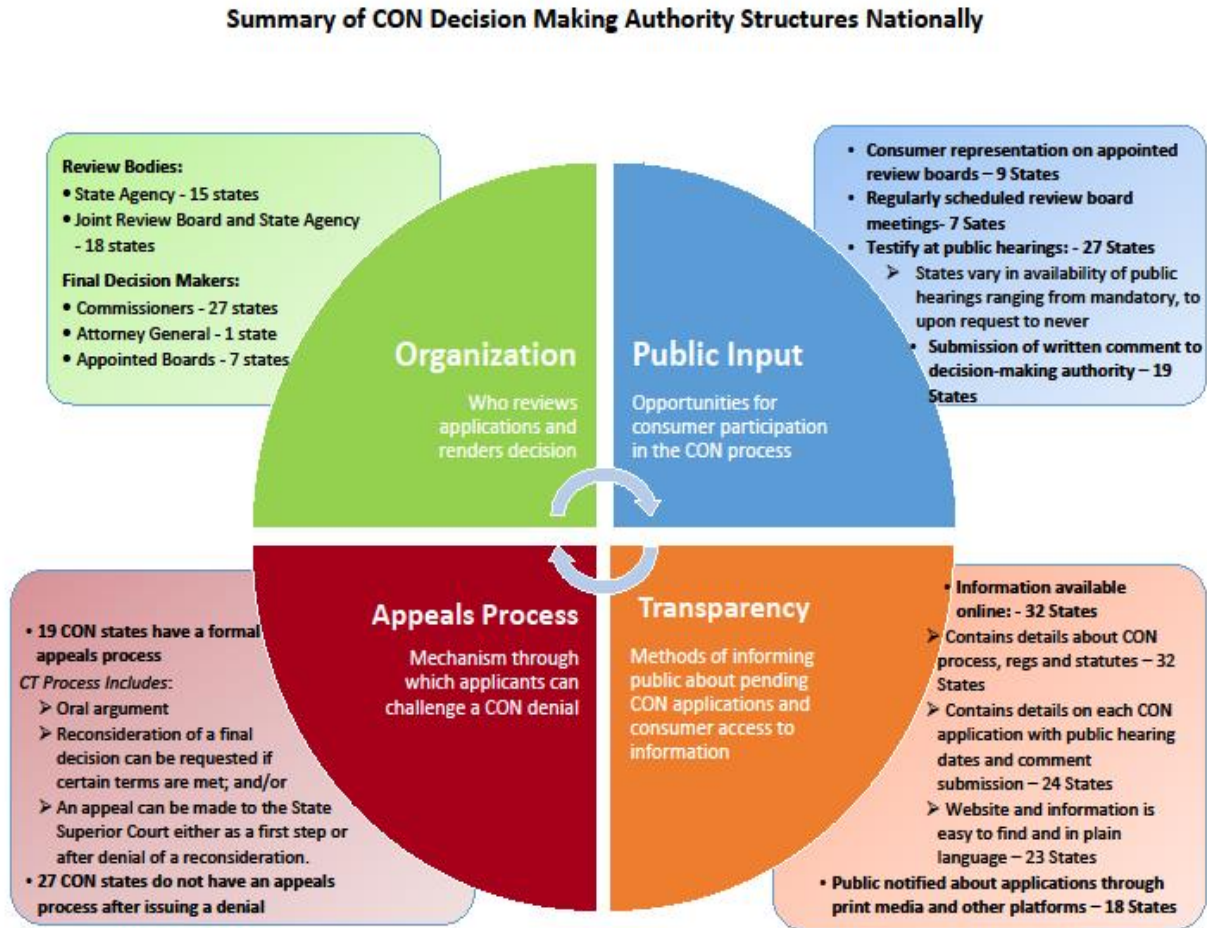 Summary of CON Decision Making Authority Structures Nationally
Review Bodies:
• State Agency - 15 states
• Joint Review Board and State Agency
- 18 states
Final Decision Makers:
• Commissioners - 27 states
• Attorney General - 1 state
• Appointed Boards - 7 states
Organization
Who reviews
applications and
renders decision
Public Input
Opportunities for
consumer participation
in the CON process
• Consumer representation on appointed
review boards – 9 States
• Regularly scheduled review board
meetings- 7 Sates
• Testify at public hearings: - 27 States
➢ States vary in availability of public
hearings ranging from mandatory, to
upon request to never
• Submission of written comment to
decision-making authority – 19
States
• 19 CON states have a formal
appeals process
CT Process Includes:
➢ Oral argument
➢ Reconsideration of a final
decision can be requested if
certain terms are met; and/or
➢ An appeal can be made to the State
Superior Court either as a first step or
after denial of a reconsideration.
• 27 CON states do not have an appeals
process after issuing a denial
Appeals Process
Mechanism through
which applicants can
challenge a CON denial
Transparency
Methods of informing
public about pending
CON applications and
consumer access to
information
• Information available
online: - 32 States
➢ Contains details about CON
process, regs and statutes – 32
States
➢ Contains details on each CON
application with public hearing
dates and comment
submission – 24 States
➢ Website and information is
easy to find and in plain
language – 23 States
• Public notified about applications through
print media and other platforms – 18 States